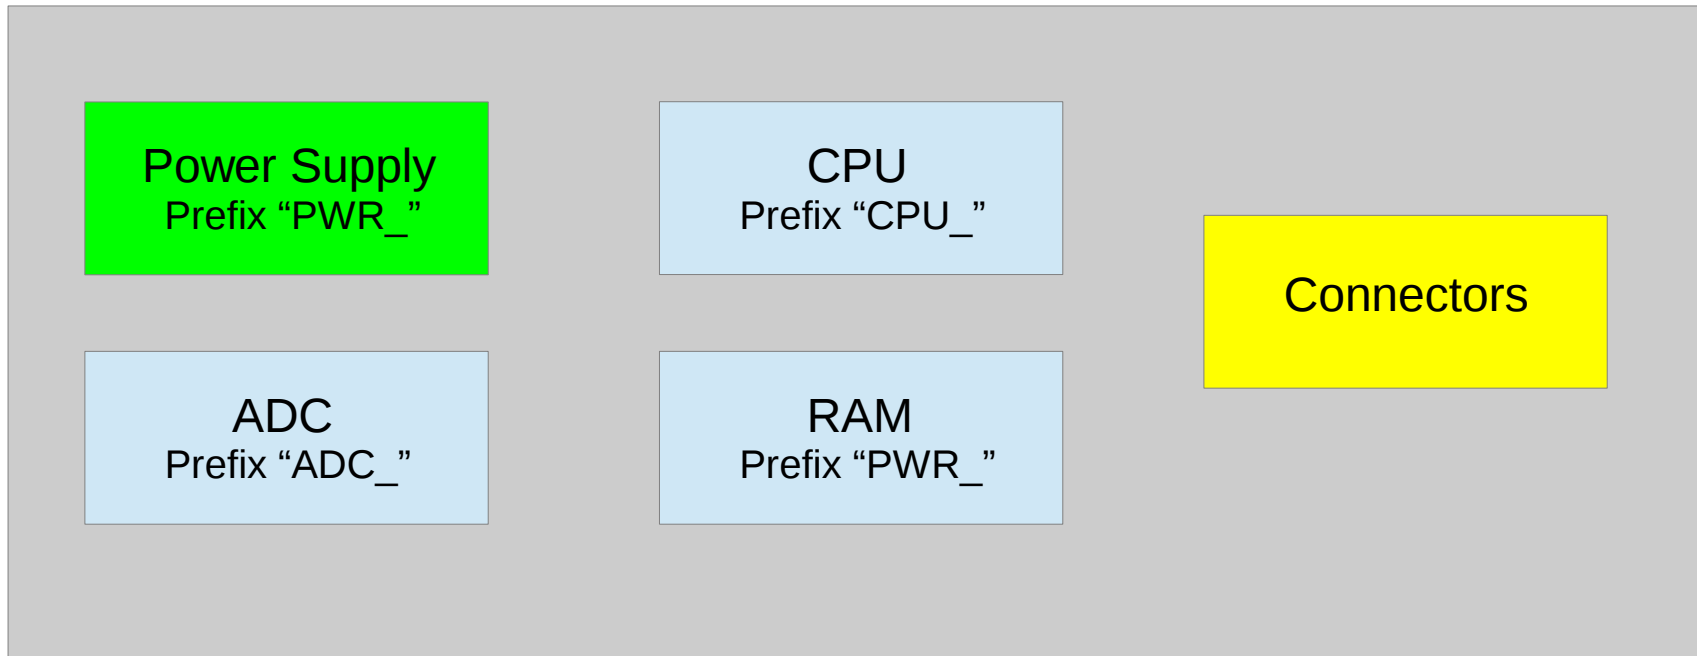 Power Supply
Prefix “PWR_”
CPU
Prefix “CPU_”
Connectors
ADC
Prefix “ADC_”
RAM
Prefix “PWR_”